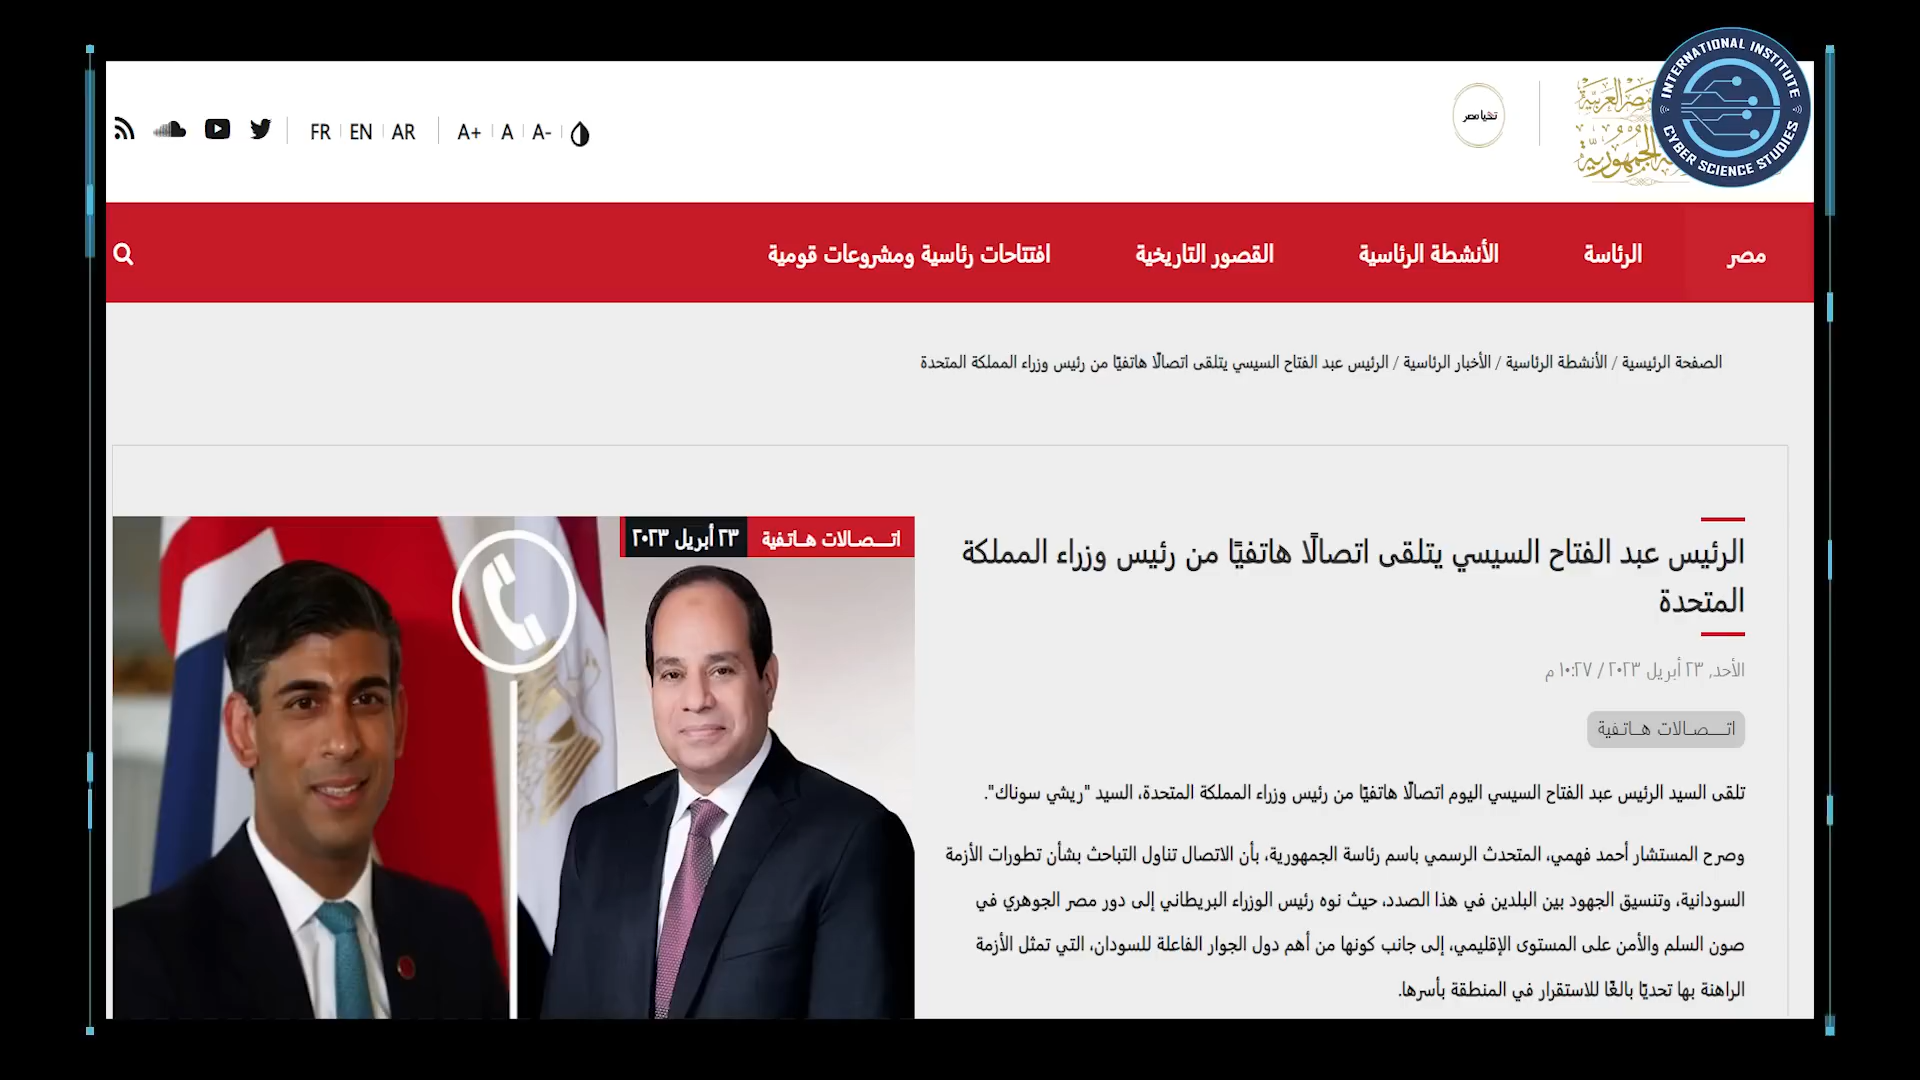 INTERNATIONAL INSTITUTE
CYBER SCIENCE STUDIES
تحيا مصر
FR EN AR A+ A A-
مصر الرئاسة الأنشطة الرئاسية القصور التاريخية افتتاحات رئاسية ومشروعات قومية
الصفحة الرئيسية / الأنشطة الرئاسية / الأخبار الرئاسية / الرئيس عبد الفتاح السيسي يتلقى اتصالًا هاتفيًا من رئيس وزراء المملكة المتحدة
الرئيس عبد الفتاح السيسي يتلقى اتصالًا هاتفيًا من رئيس وزراء المملكة
المتحدة
الأحد, ٢٣ أبريل ٢٠٢٣ / ١٠:٢٧ م
اتــــصــالات هــاتــفية
تلقى السيد الرئيس عبد الفتاح السيسي اليوم اتصالًا هاتفيًا من رئيس وزراء المملكة المتحدة، السيد "ريشي سوناك".
وصرح المستشار أحمد فهمي، المتحدث الرسمي باسم رئاسة الجمهورية، بأن الاتصال تناول التباحث بشأن تطورات الأزمة
السودانية، وتنسيق الجهود بين البلدين في هذا الصدد، حيث نوه رئيس الوزراء البريطاني إلى دور مصر الجوهري في
صون السلم والأمن على المستوى الإقليمي، إلى جانب كونها من أهم دول الجوار الفاعلة للسودان، التي تمثل الأزمة
الراهنة بها تحديًا بالغًا للاستقرار في المنطقة بأسرها.
اتــــصــالات هــاتــفية ٢٣ أبريل ٢٠٢٣